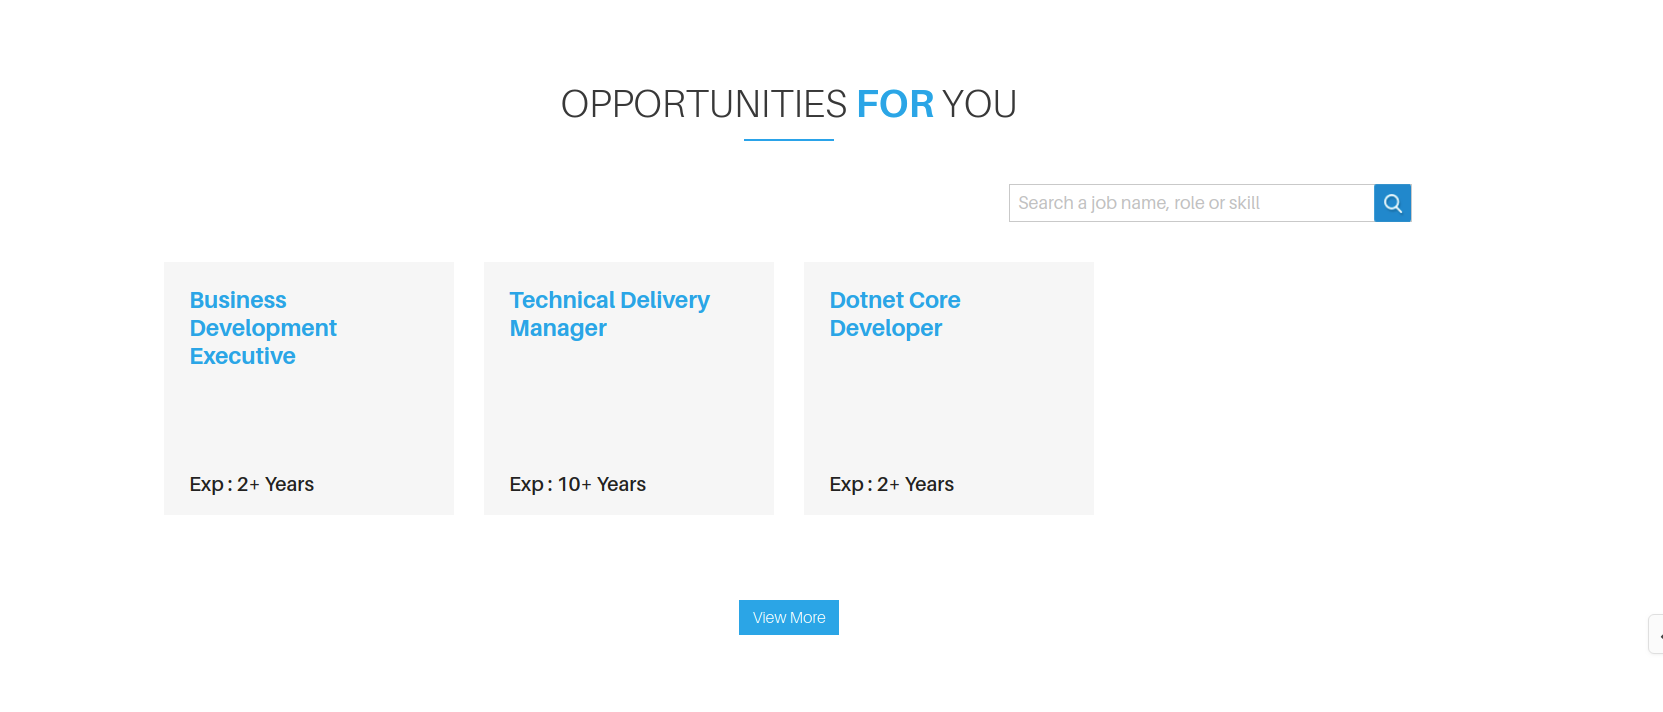 OPPORTUNITIES FOR YOU
Search a job name, role or skill
Business
Development
Executive
Exp : 2+ Years
Technical Delivery
Manager
Exp : 10+ Years
Dotnet Core
Developer
Exp : 2+ Years
View More